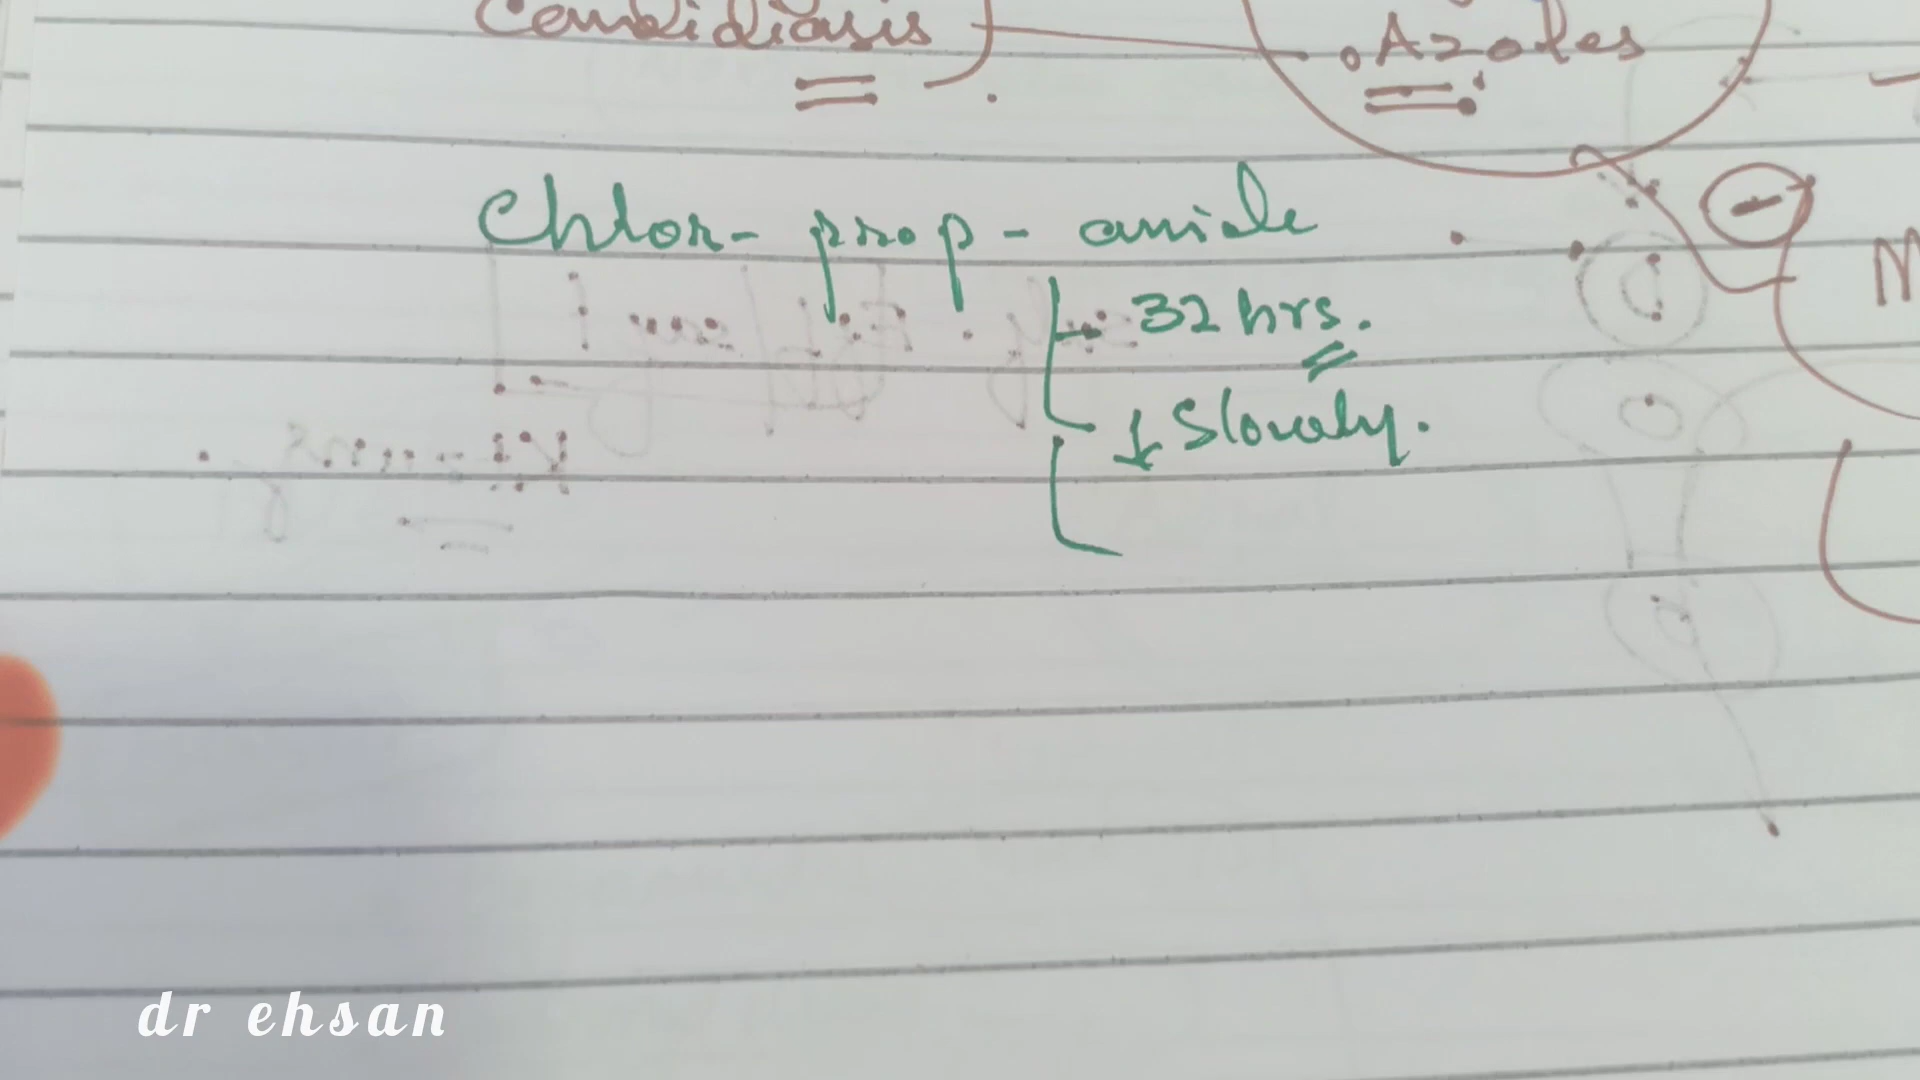 Candidiasis
Azoles
Chlor- prop - amide
→ 32 hrs.
↓ Slowly.
M
dr ehsan